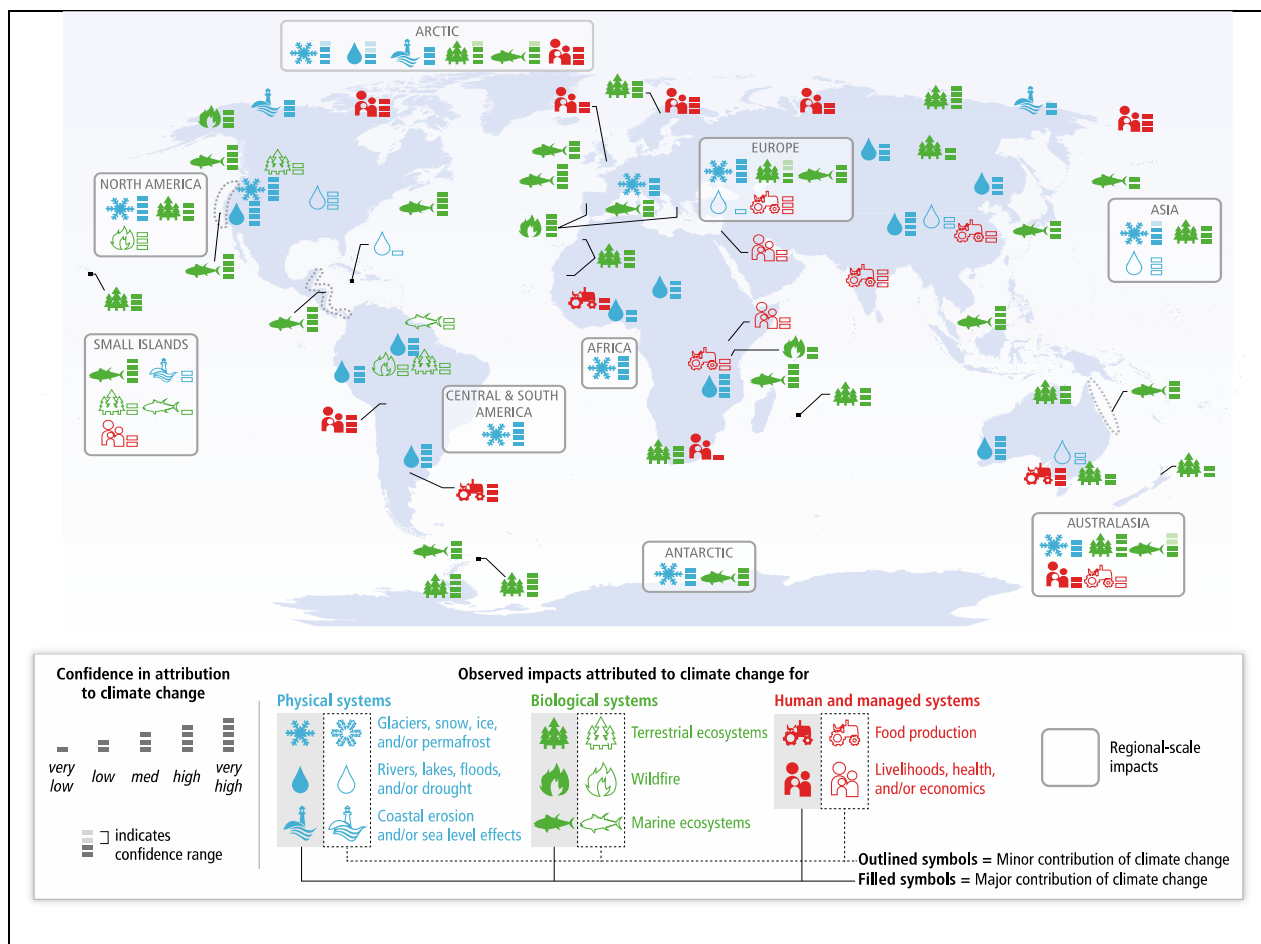 ARCTIC
EUROPE
NORTH AMERICA
ASIA
SMALL ISLANDS
AFRICA
CENTRAL & SOUTH
AMERICA
AUSTRALASIA
ANTARCTIC
Confidence in attribution
to climate change
very
low
low
med
high
very
high
indicates
confidence range
Observed impacts attributed to climate change for
Physical systems
Glaciers, snow, ice,
and/or permafrost
Rivers, lakes, floods,
and/or drought
Coastal erosion
and/or sea level effects
Biological systems
Terrestrial ecosystems
Wildfire
Marine ecosystems
Human and managed systems
Food production
Livelihoods, health,
and/or economics
Regional-scale
impacts
Outlined symbols = Minor contribution of climate change
Filled symbols = Major contribution of climate change